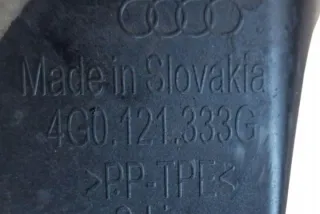 Made in Slovakia
4G0.121.333G
>PP-TPE<